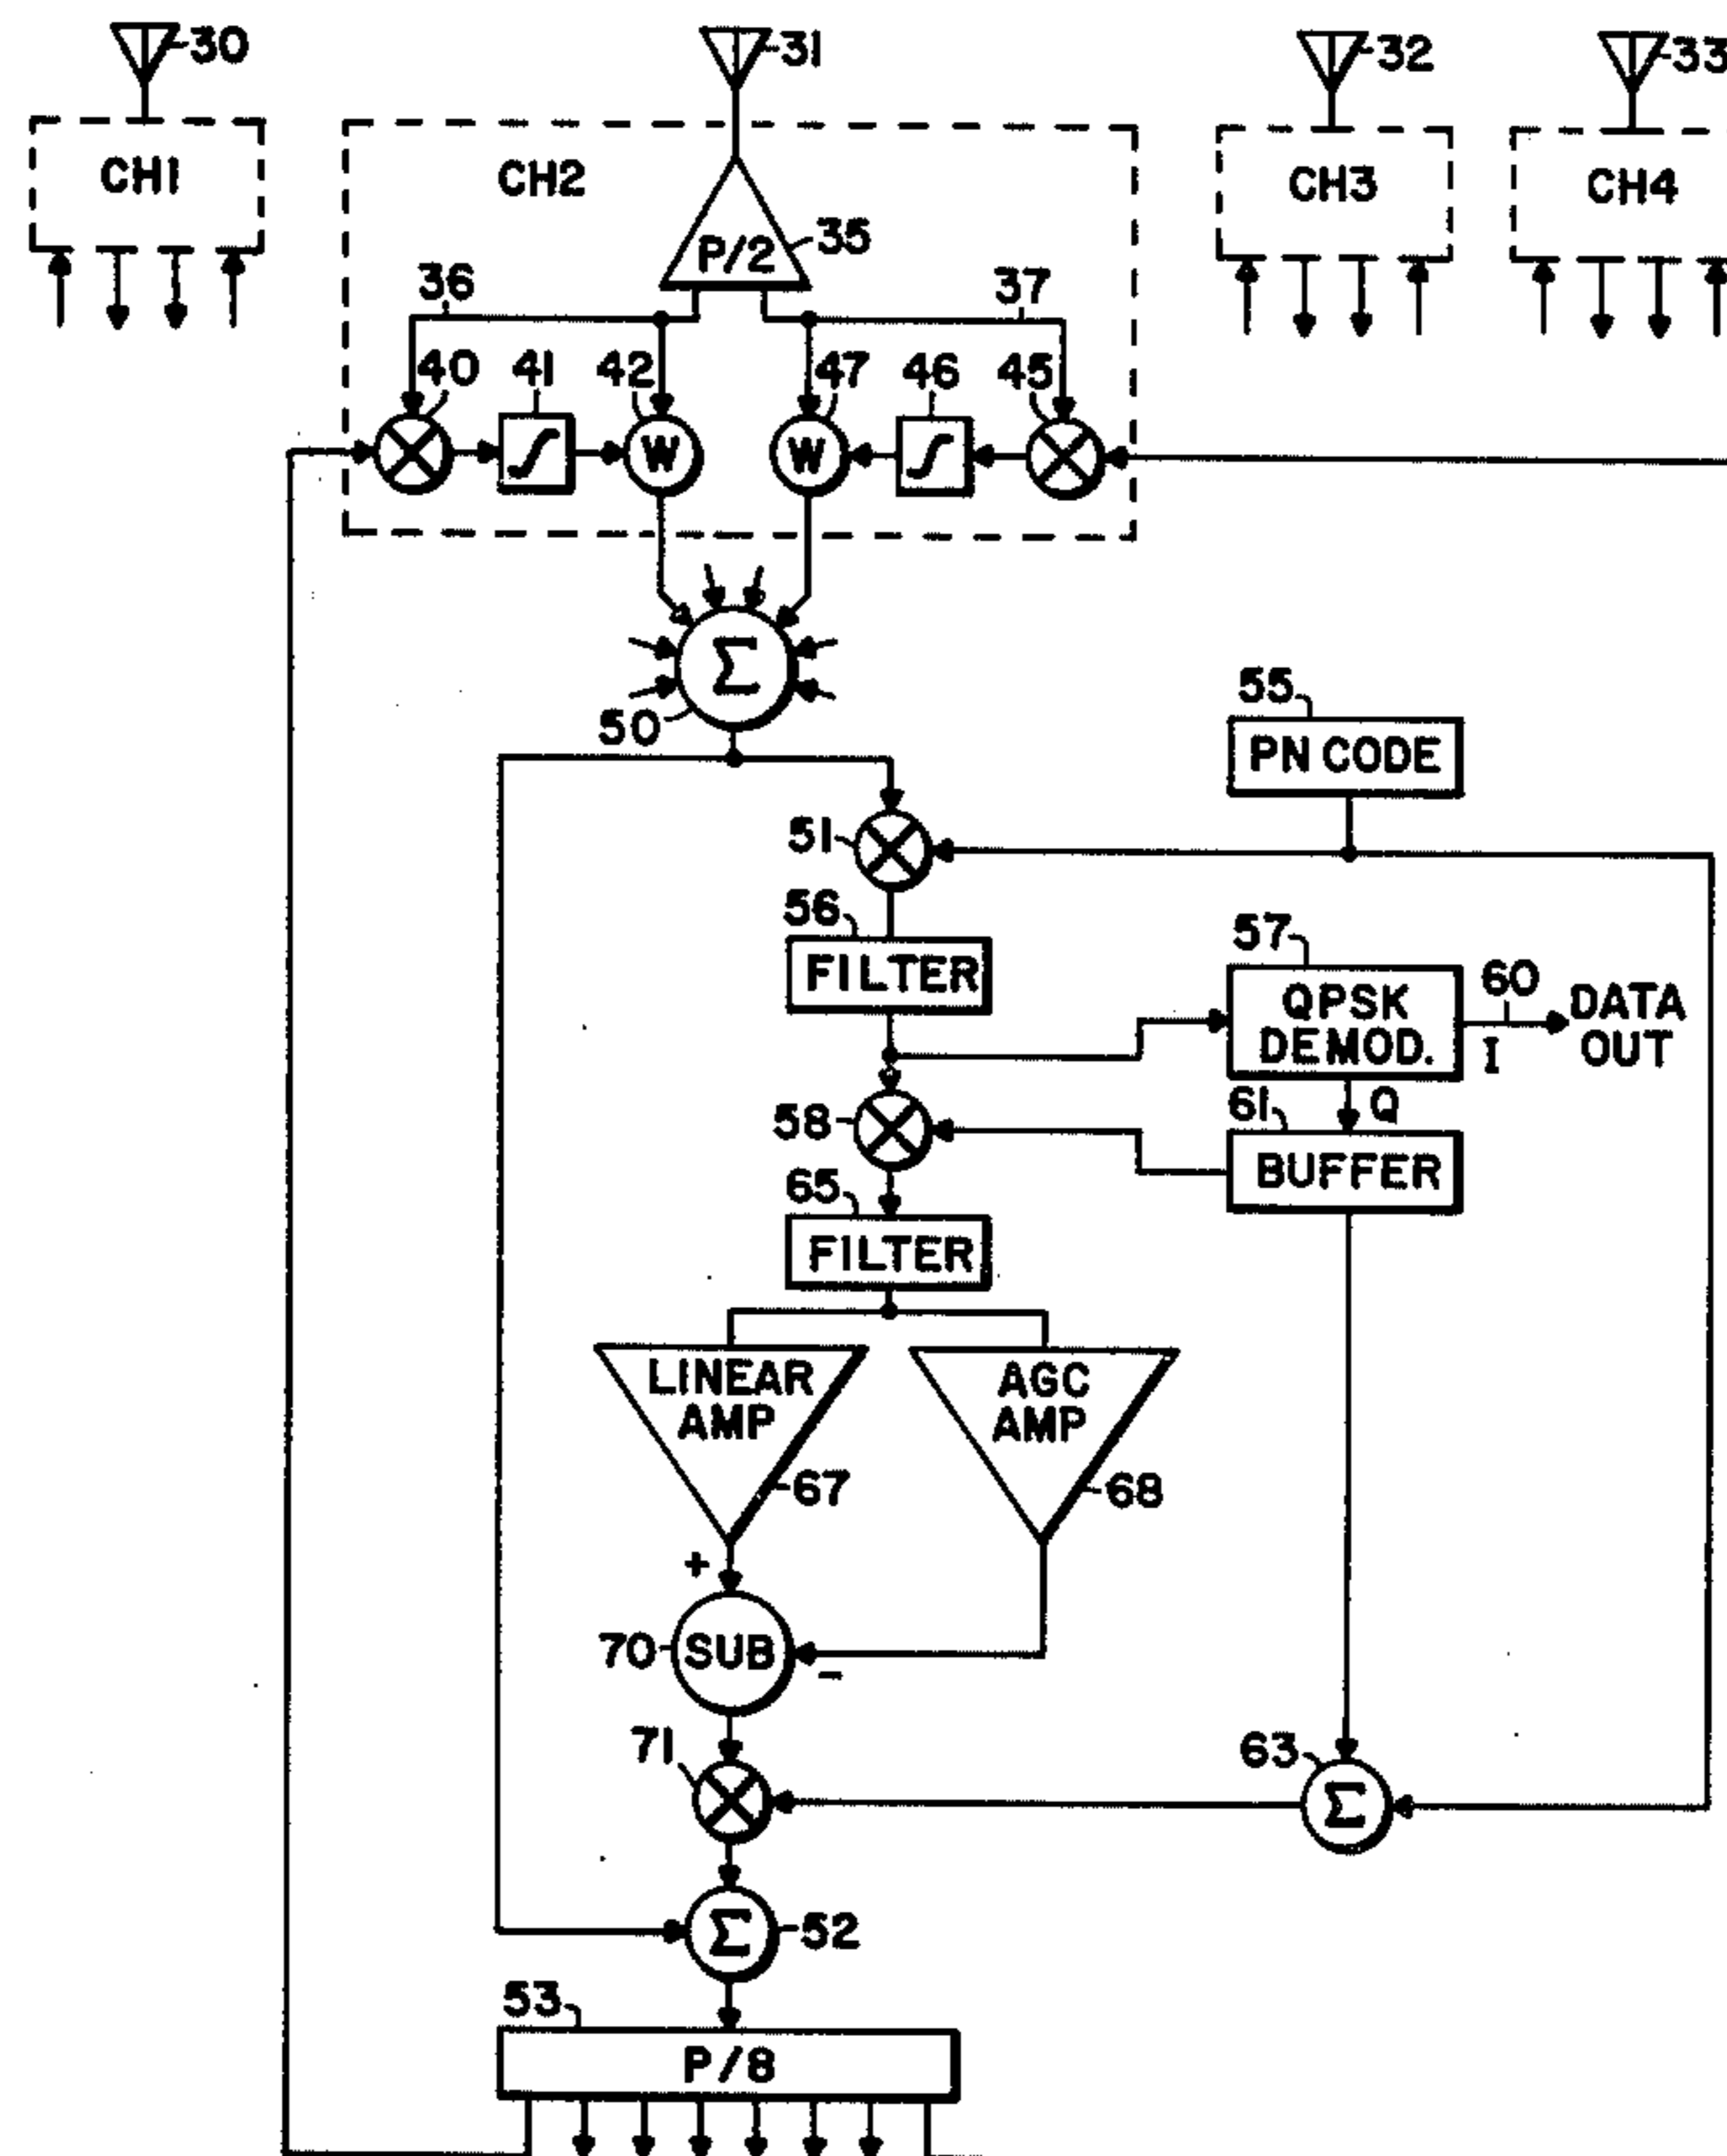 30
31
32
33
CH1
CH2
CH3
CH4
P/2
35
36
37
40
41
42
47
46
45
W
W
Σ
50
55
PN CODE
51
56
FILTER
57
QPSK
DEMOD.
60
I
DATA
OUT
58
61
Q
BUFFER
65
FILTER
LINEAR
AMP
AGC
AMP
67
68
+
70
SUB
-
71
63
Σ
Σ
52
53
P/8